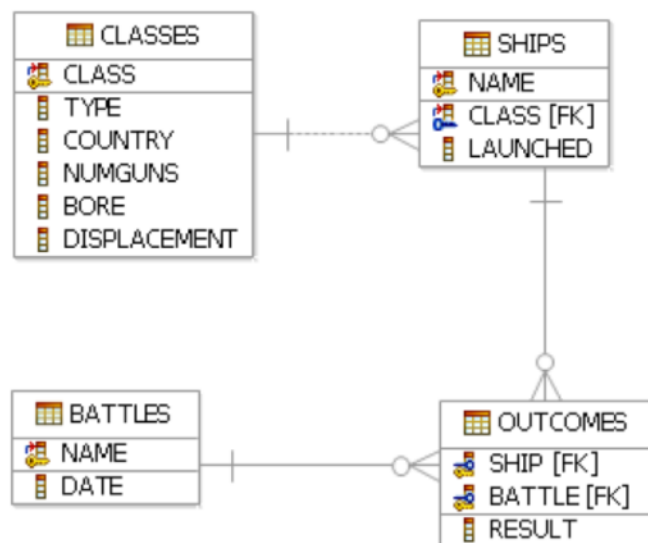 CLASSES
CLASS
TYPE
COUNTRY
NUMGUNS
BORE
DISPLACEMENT
SHIPS
NAME
CLASS [FK]
LAUNCHED
BATTLES
NAME
DATE
OUTCOMES
SHIP [FK]
BATTLE [FK]
RESULT